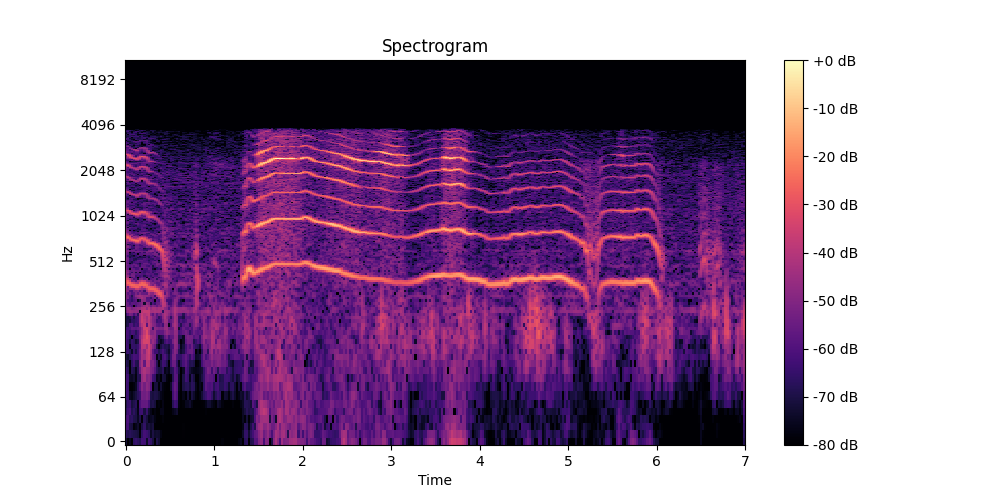 Spectrogram
8192
4096
2048
1024
512
256
128
64
0
Hz
0 1 2 3 4 5 6 7
Time
+0 dB
-10 dB
-20 dB
-30 dB
-40 dB
-50 dB
-60 dB
-70 dB
-80 dB